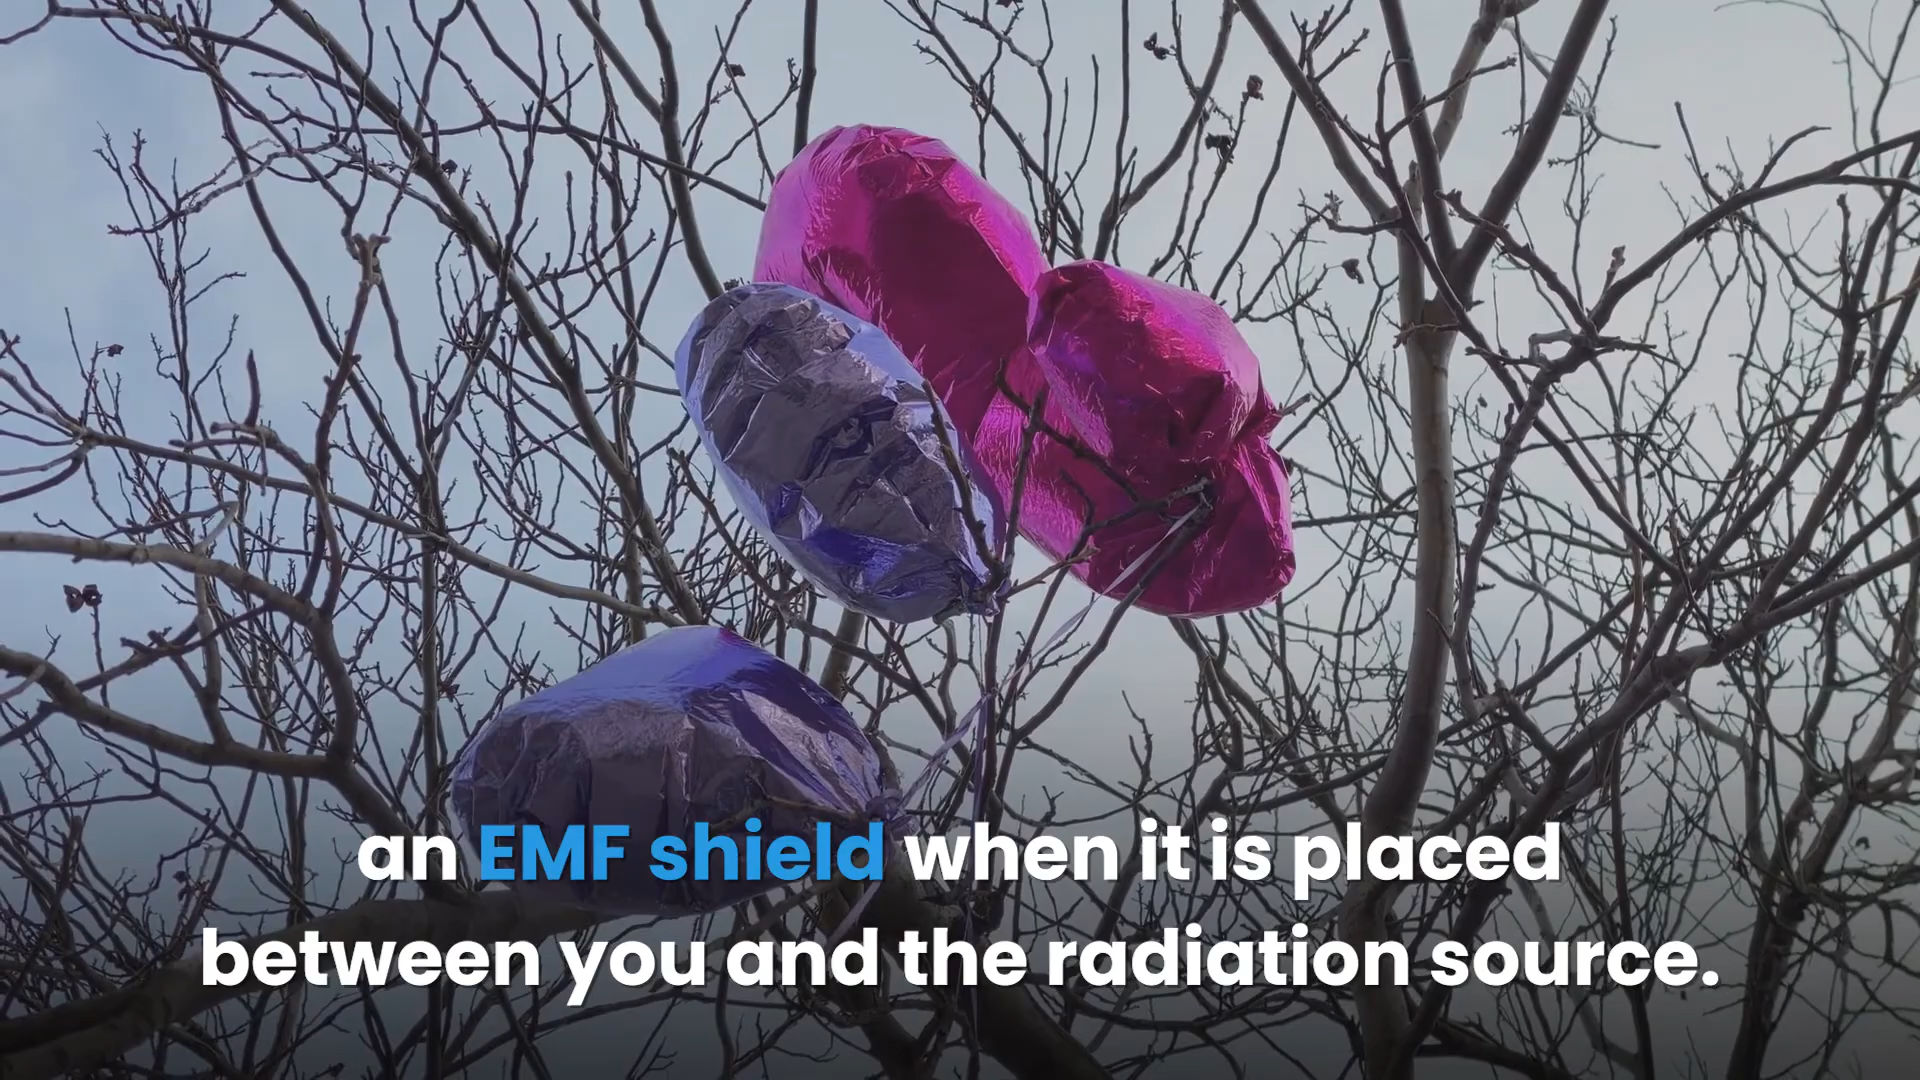 an EMF shield when it is placed
between you and the radiation source.